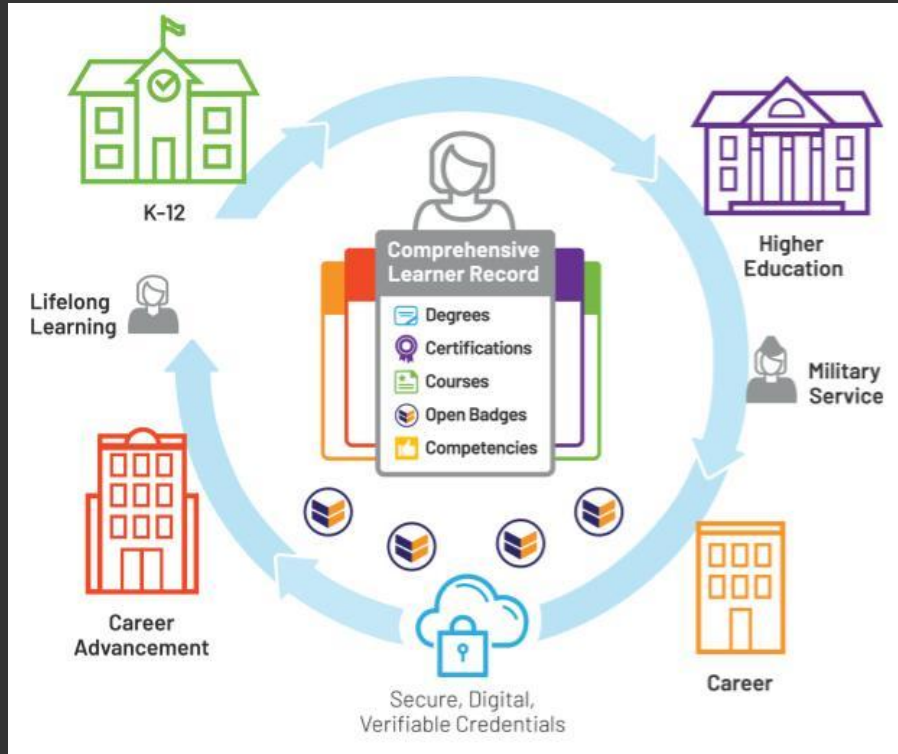 K-12
Higher
Education
Comprehensive
Learner Record
Degrees
Certifications
Courses
Open Badges
Competencies
Lifelong
Learning
Military
Service
Career
Advancement
Career
Secure, Digital,
Verifiable Credentials